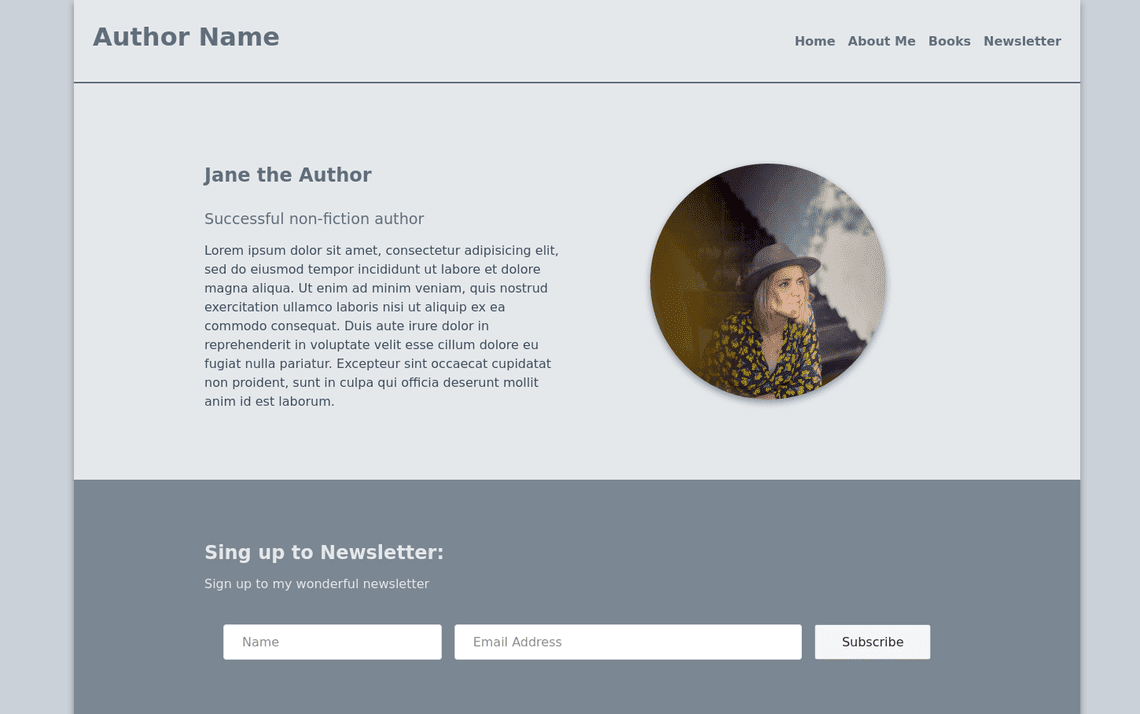 Author Name
Home About Me Books Newsletter
Jane the Author
Successful non-fiction author
Lorem ipsum dolor sit amet, consectetur adipisicing elit,
sed do eiusmod tempor incididunt ut labore et dolore
magna aliqua. Ut enim ad minim veniam, quis nostrud
exercitation ullamco laboris nisi ut aliquip ex ea
commodo consequat. Duis aute irure dolor in
reprehenderit in voluptate velit esse cillum dolore eu
fugiat nulla pariatur. Excepteur sint occaecat cupidatat
non proident, sunt in culpa qui officia deserunt mollit
anim id est laborum.
Sing up to Newsletter:
Sign up to my wonderful newsletter
Name Email Address Subscribe